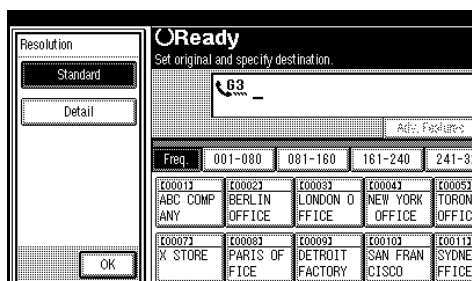 Resolution
Standard
Detail
OK
Ready
Set original and specify destination.
G3 _
Adv. Features
Freq. 001-080 081-160 161-240 241-3
[0001] [0002] [0003] [0004] [0005]
ABC COMP BERLIN LONDON O NEW YORK TORON
ANY OFFICE FFICE OFFICE OFFIC
[0007] [0008] [0009] [0010] [0011]
X STORE PARIS OF DETROIT SAN FRAN SYDNE
FICE FACTORY CISCO FFICE